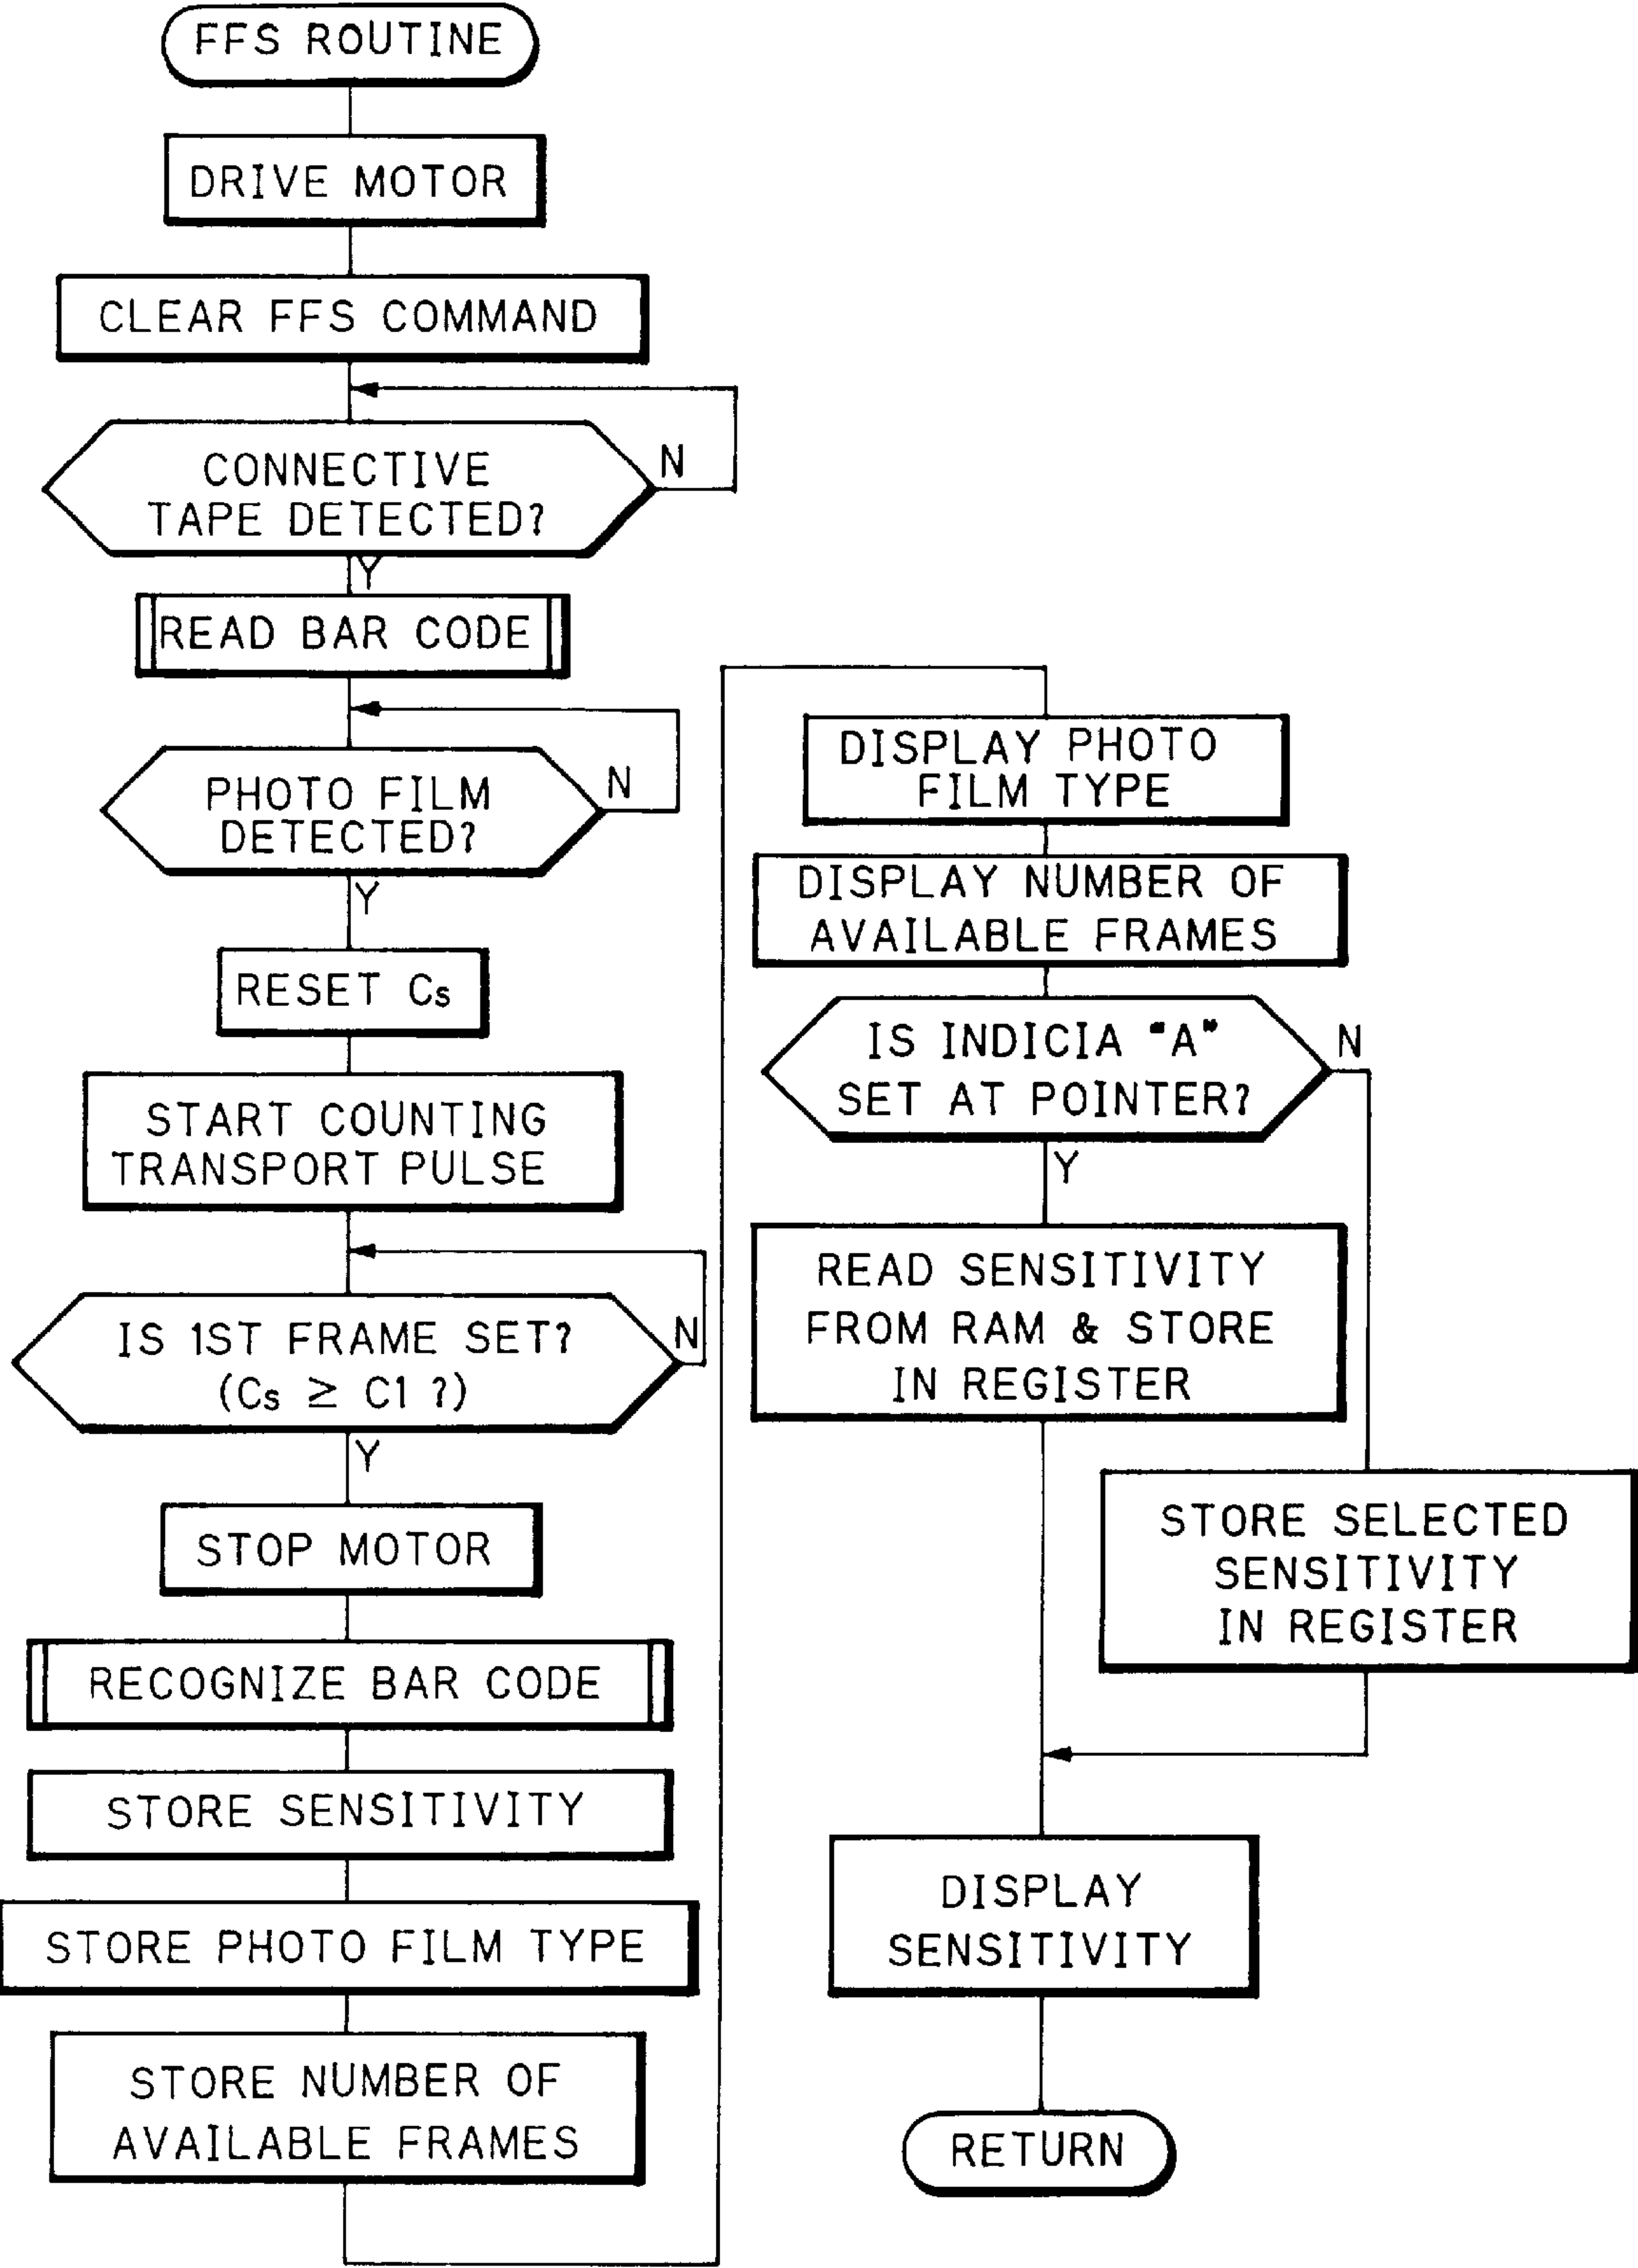 FFS ROUTINE
DRIVE MOTOR
CLEAR FFS COMMAND
CONNECTIVE
TAPE DETECTED?
N
Y
READ BAR CODE
PHOTO FILM
DETECTED?
N
Y
RESET Cs
START COUNTING
TRANSPORT PULSE
IS 1ST FRAME SET?
(Cs ≥ C1 ?)
N
Y
STOP MOTOR
RECOGNIZE BAR CODE
STORE SENSITIVITY
STORE PHOTO FILM TYPE
STORE NUMBER OF
AVAILABLE FRAMES
DISPLAY PHOTO
FILM TYPE
DISPLAY NUMBER OF
AVAILABLE FRAMES
IS INDICIA "A"
SET AT POINTER?
N
Y
READ SENSITIVITY
FROM RAM & STORE
IN REGISTER
STORE SELECTED
SENSITIVITY
IN REGISTER
DISPLAY
SENSITIVITY
RETURN